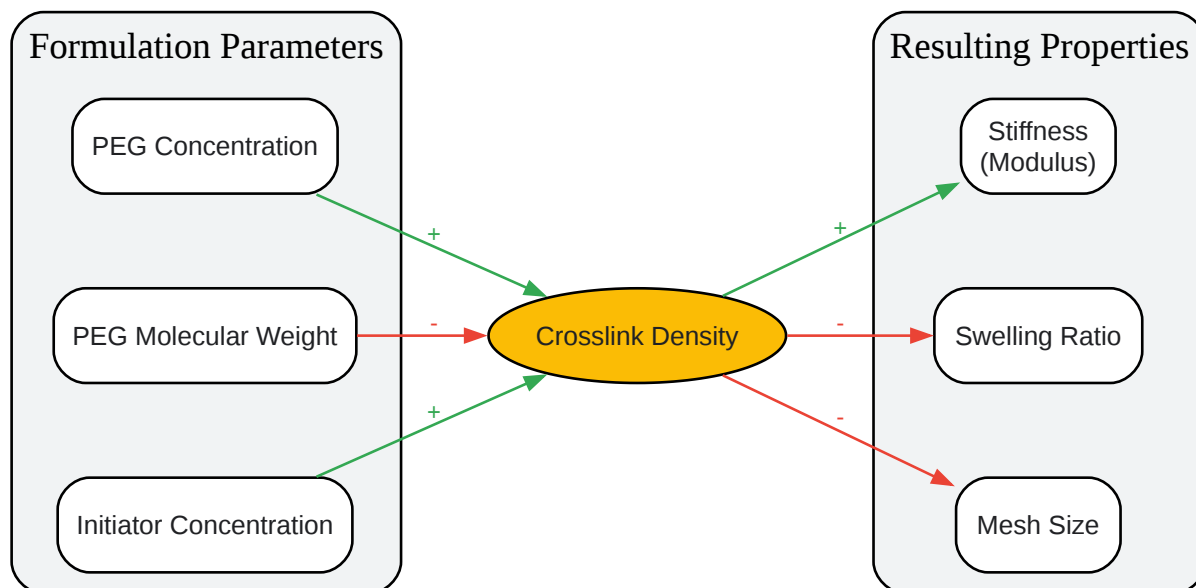 Formulation Parameters
PEG Concentration
PEG Molecular Weight
Initiator Concentration
+
-
+
Crosslink Density
+
-
-
Resulting Properties
Stiffness
(Modulus)
Swelling Ratio
Mesh Size